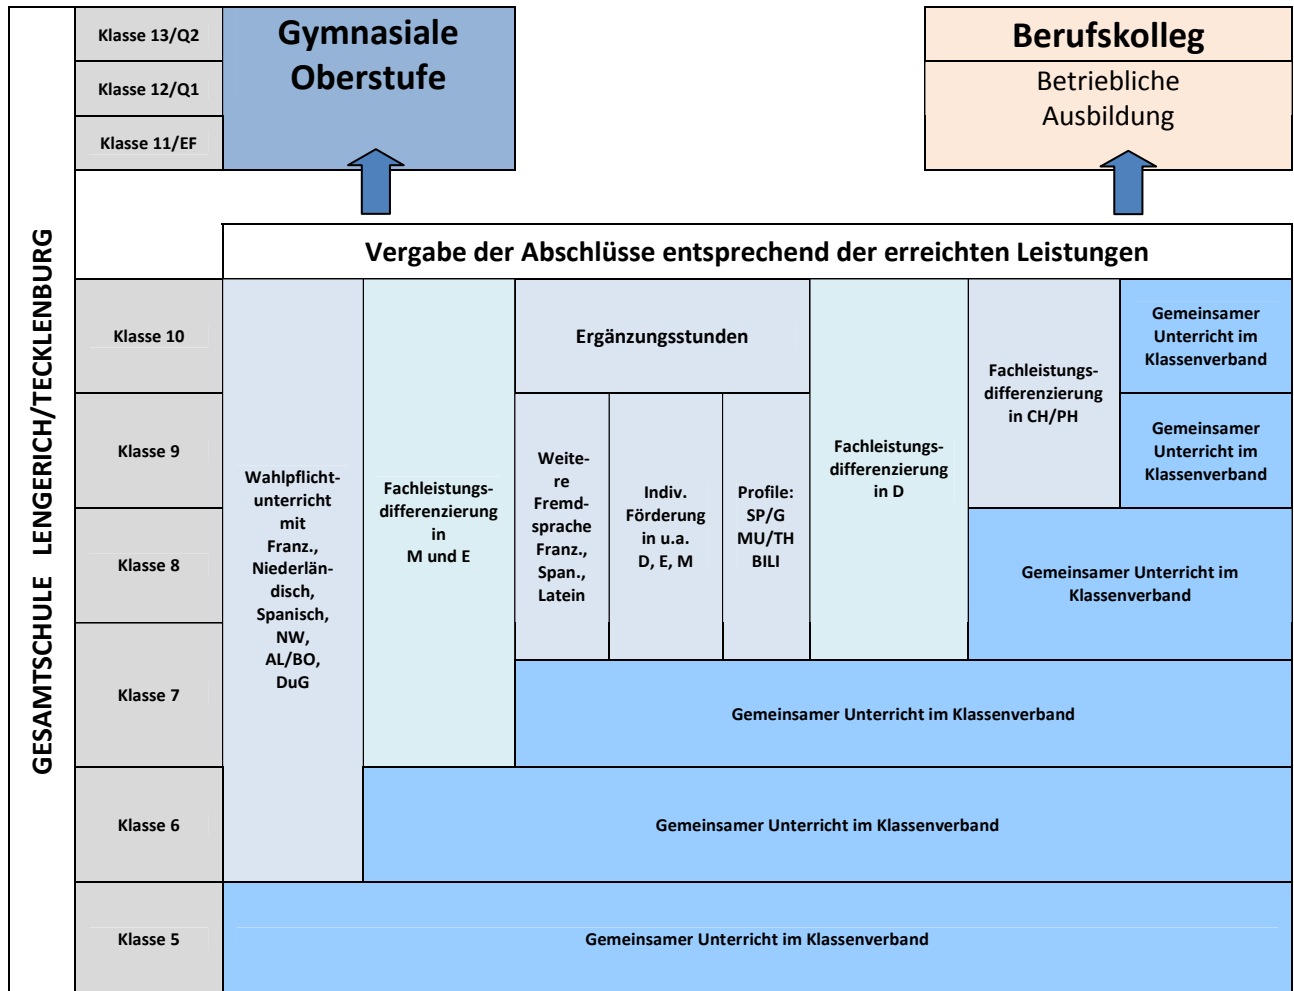 GESAMTSCHULE LENGERICH/TECKLENBURG
Klasse 13/Q2
Klasse 12/Q1
Klasse 11/EF
Gymnasiale
Oberstufe
Berufskolleg
Betriebliche
Ausbildung
Vergabe der Abschlüsse entsprechend der erreichten Leistungen
Klasse 10
Klasse 9
Klasse 8
Klasse 7
Klasse 6
Klasse 5
Wahlpflicht-
unterricht
mit
Franz.,
Niederlän-
disch,
Spanisch,
NW,
AL/BO,
DuG
Fachleistungs-
differenzierung
in
M und E
Ergänzungsstunden
Weite-
re
Fremd-
sprache
Franz.,
Span.,
Latein
Indiv.
Förderung
in u.a.
D, E, M
Profile:
SP/G
MU/TH
BILI
Fachleistungs-
differenzierung
in D
Fachleistungs-
differenzierung
in CH/PH
Gemeinsamer
Unterricht im
Klassenverband
Gemeinsamer
Unterricht im
Klassenverband
Gemeinsamer Unterricht im
Klassenverband
Gemeinsamer Unterricht im Klassenverband
Gemeinsamer Unterricht im Klassenverband
Gemeinsamer Unterricht im Klassenverband